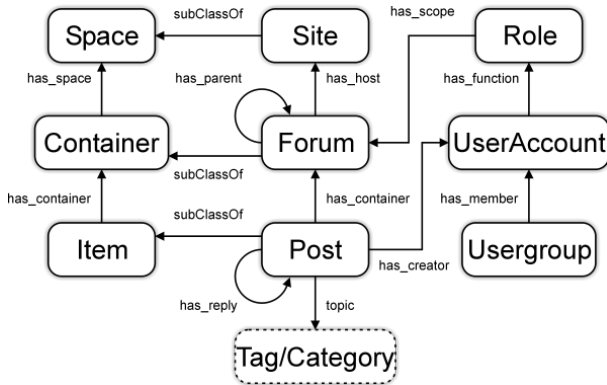 subClassOf
has_scope
Space
Site
Role
has_space
has_parent
has_host
has_function
Container
Forum
UserAccount
subClassOf
has_container
subClassOf
has_container
has_member
Item
Post
Usergroup
has_creator
has_reply
topic
Tag/Category